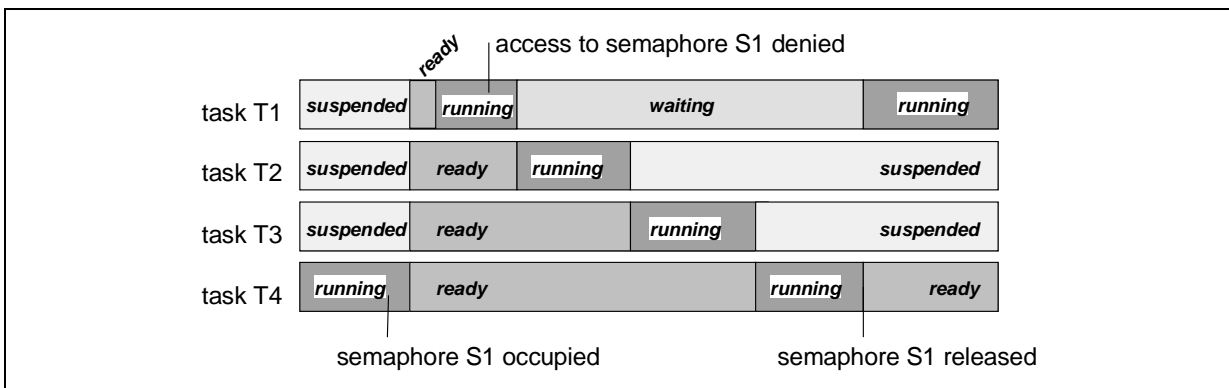 ready
access to semaphore S1 denied
task T1 suspended running waiting running
task T2 suspended ready running suspended
task T3 suspended ready running suspended
task T4 running ready running ready
semaphore S1 occupied semaphore S1 released